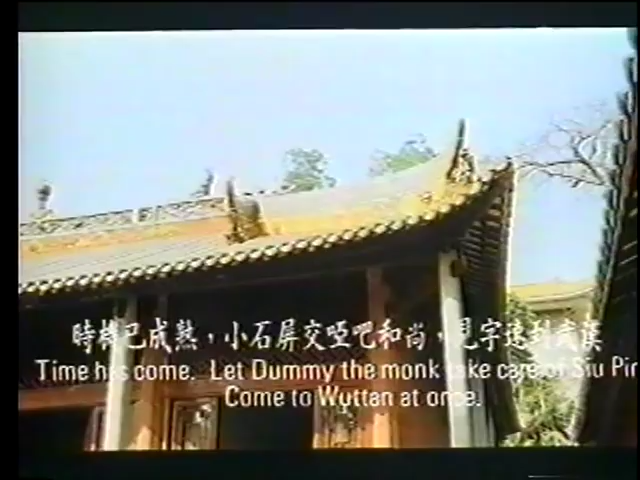 時機已成熟，小石屏交啞吧和尚，見字速到武漢
Time has come. Let Dummy the monk take care of Siu
Come to Wuttan at once.